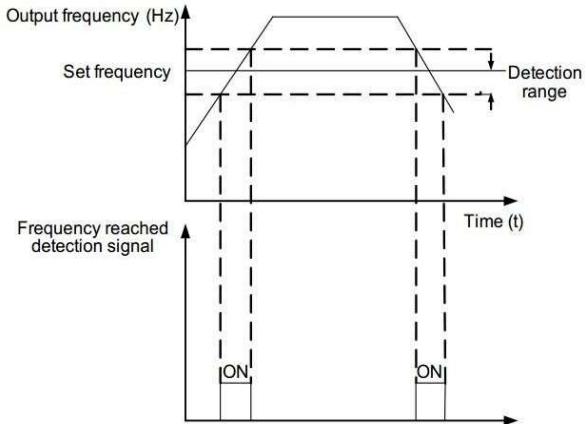 Output frequency (Hz)
Set frequency
Detection
range
Time (t)
Frequency reached
detection signal
ON
ON